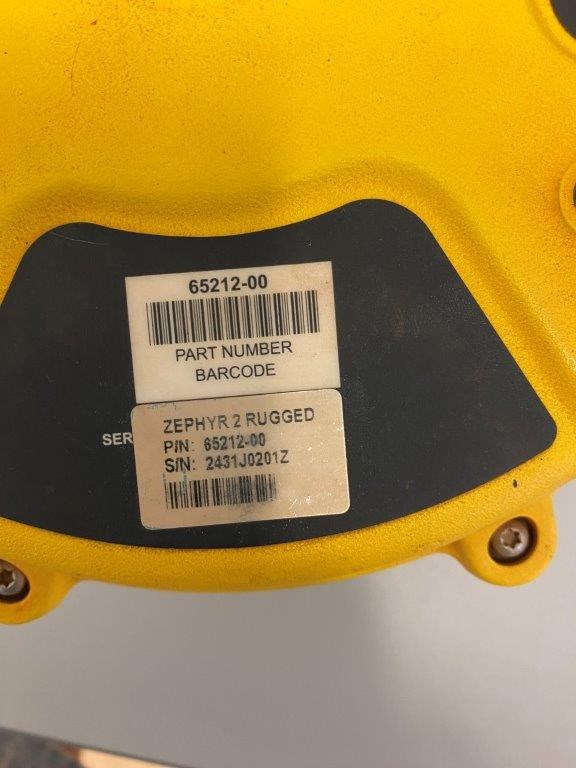 65212-00
PART NUMBER
BARCODE
SER
ZEPHYR 2 RUGGED
P/N: 65212-00
S/N: 2431J0201Z